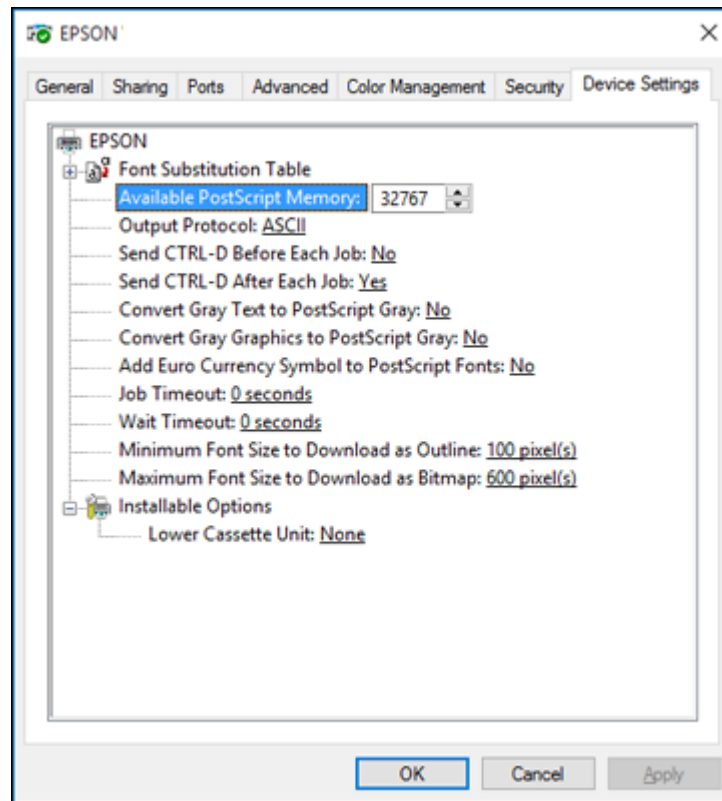 EPSON
General Sharing Ports Advanced Color Management Security Device Settings
EPSON
Font Substitution Table
Available PostScript Memory: 32767
Output Protocol: ASCII
Send CTRL-D Before Each Job: No
Send CTRL-D After Each Job: Yes
Convert Gray Text to PostScript Gray: No
Convert Gray Graphics to PostScript Gray: No
Add Euro Currency Symbol to PostScript Fonts: No
Job Timeout: 0 seconds
Wait Timeout: 0 seconds
Minimum Font Size to Download as Outline: 100 pixel(s)
Maximum Font Size to Download as Bitmap: 600 pixel(s)
Installable Options
Lower Cassette Unit: None
OK Cancel Apply